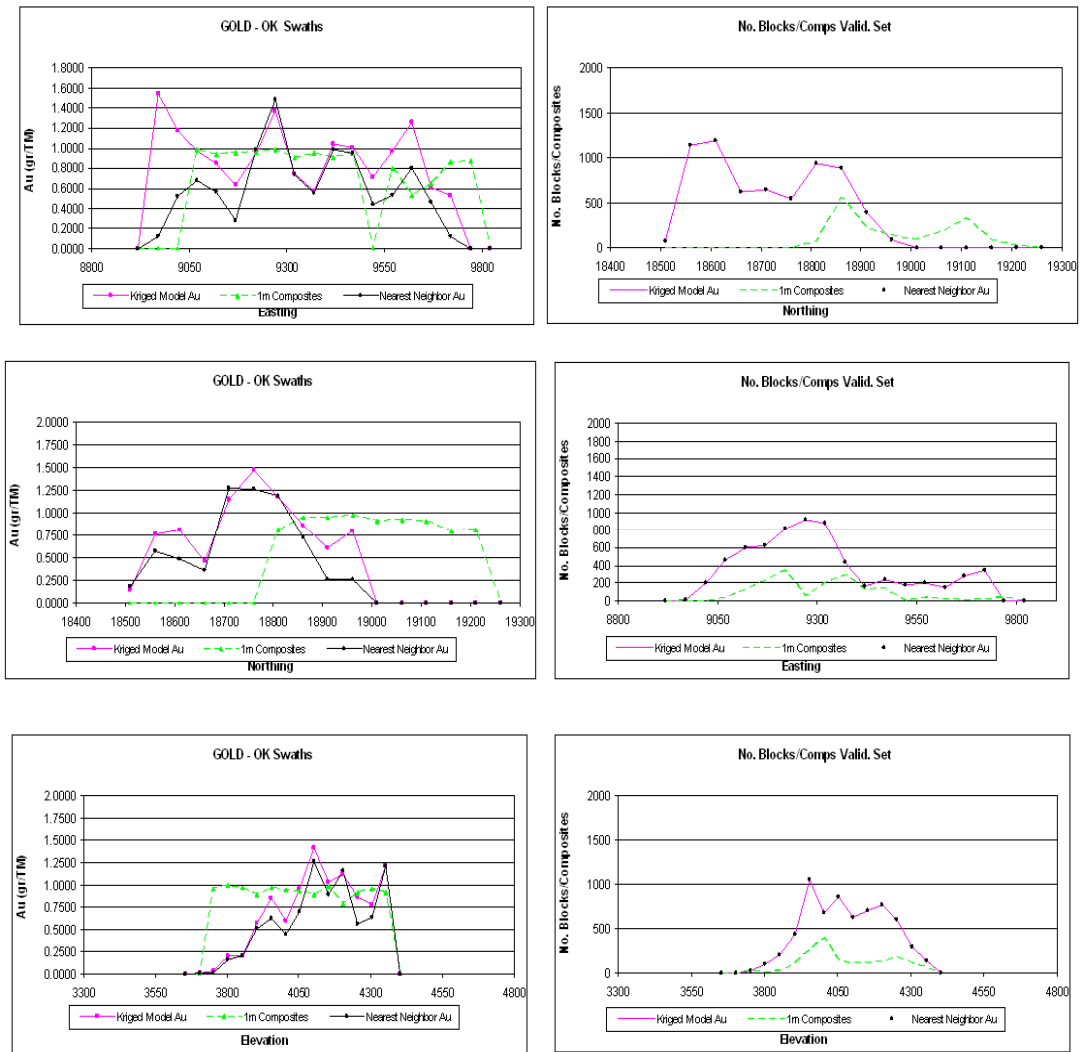 GOLD - OK Swaths
Au (gr/TM)
1.8000
1.6000
1.4000
1.2000
1.0000
0.8000
0.6000
0.4000
0.2000
0.0000
8800 9050 9300 9550 9800
Kriged Model Au 1m Composites Nearest Neighbor Au
Easting
No. Blocks/Comps Valid. Set
No. Blocks/Composites
2000
1500
1000
500
0
18400 18500 18600 18700 18800 18900 19000 19100 19200 19300
Kriged Model Au 1m Composites Nearest Neighbor Au
Northing
GOLD - OK Swaths
Au (gr/TM)
2.0000
1.7500
1.5000
1.2500
1.0000
0.7500
0.5000
0.2500
0.0000
18400 18500 18600 18700 18800 18900 19000 19100 19200 19300
Kriged Model Au 1m Composites Nearest Neighbor Au
Northing
No. Blocks/Comps Valid. Set
No. Blocks/Composites
2000
1800
1600
1400
1200
1000
800
600
400
200
0
8800 9050 9300 9550 9800
Kriged Model Au 1m Composites Nearest Neighbor Au
Easting
GOLD - OK Swaths
Au (gr/TM)
2.0000
1.7500
1.5000
1.2500
1.0000
0.7500
0.5000
0.2500
0.0000
3300 3550 3800 4050 4300 4550 4800
Kriged Model Au 1m Composites Nearest Neighbor Au
Elevation
No. Blocks/Comps Valid. Set
No. Blocks/Composites
2000
1500
1000
500
0
3300 3550 3800 4050 4300 4550 4800
Kriged Model Au 1m Composites Nearest Neighbor Au
Elevation